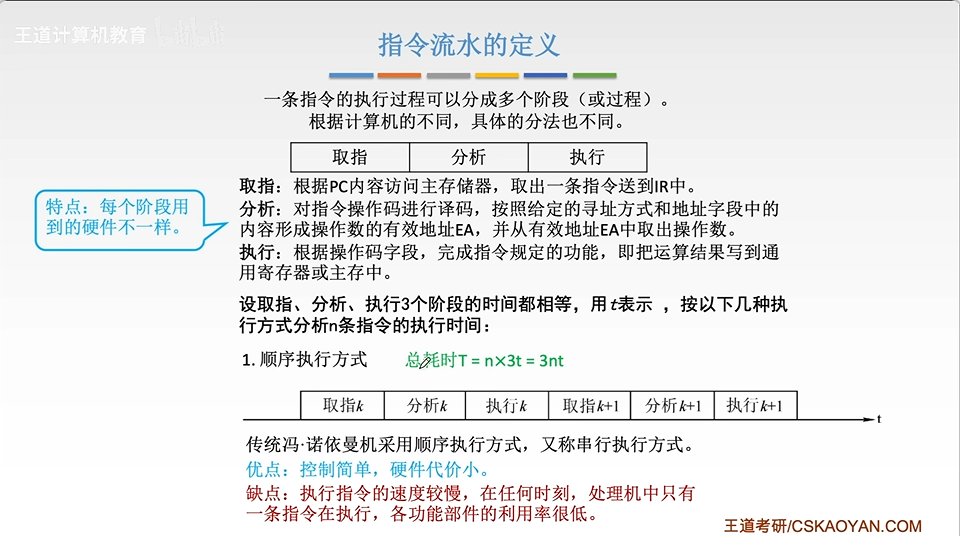 王道计算机教育
指令流水的定义
一条指令的执行过程可以分成多个阶段（或过程）。
根据计算机的不同，具体的分法也不同。
取指 分析 执行
特点：每个阶段用
到的硬件不一样。
取指：根据PC内容访问主存储器，取出一条指令送到IR中。
分析：对指令操作码进行译码，按照给定的寻址方式和地址字段中的
内容形成操作数的有效地址EA，并从有效地址EA中取出操作数。
执行：根据操作码字段，完成指令规定的功能，即把运算结果写到通
用寄存器或主存中。
设取指、分析、执行3个阶段的时间都相等，用 t表示 ，按以下几种执
行方式分析n条指令的执行时间：
1. 顺序执行方式 总耗时T = n×3t = 3nt
取指k 分析k 执行k 取指k+1 分析k+1 执行k+1
t
传统冯·诺依曼机采用顺序执行方式，又称串行执行方式。
优点：控制简单，硬件代价小。
缺点：执行指令的速度较慢，在任何时刻，处理机中只有
一条指令在执行，各功能部件的利用率很低。
王道考研/CSKAOYAN.COM